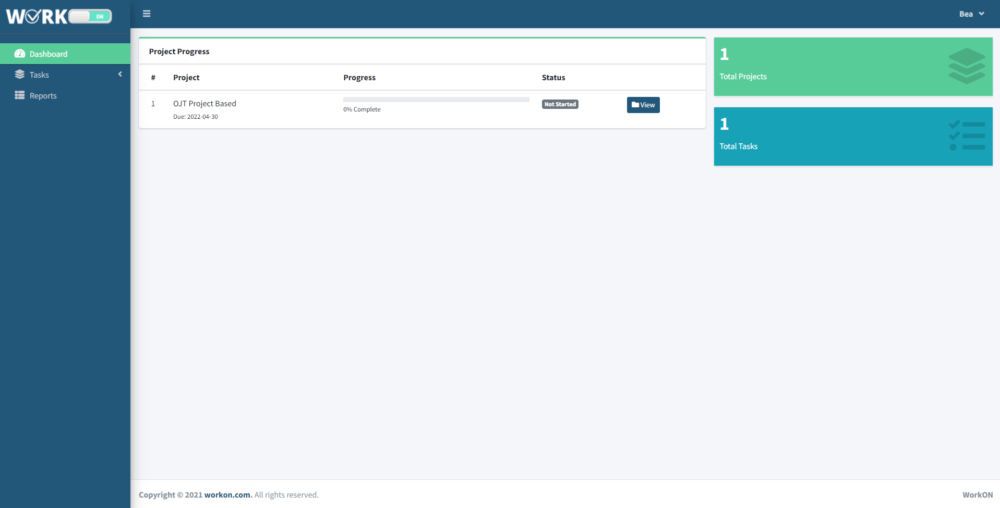 WORK ON
Bea
Dashboard
Tasks
Reports
Project Progress
# Project Progress Status
1 OJT Project Based Not Started View
0% Complete
Due: 2022-04-30
1
Total Projects
1
Total Tasks
Copyright © 2021 workon.com. All rights reserved.
WorkON